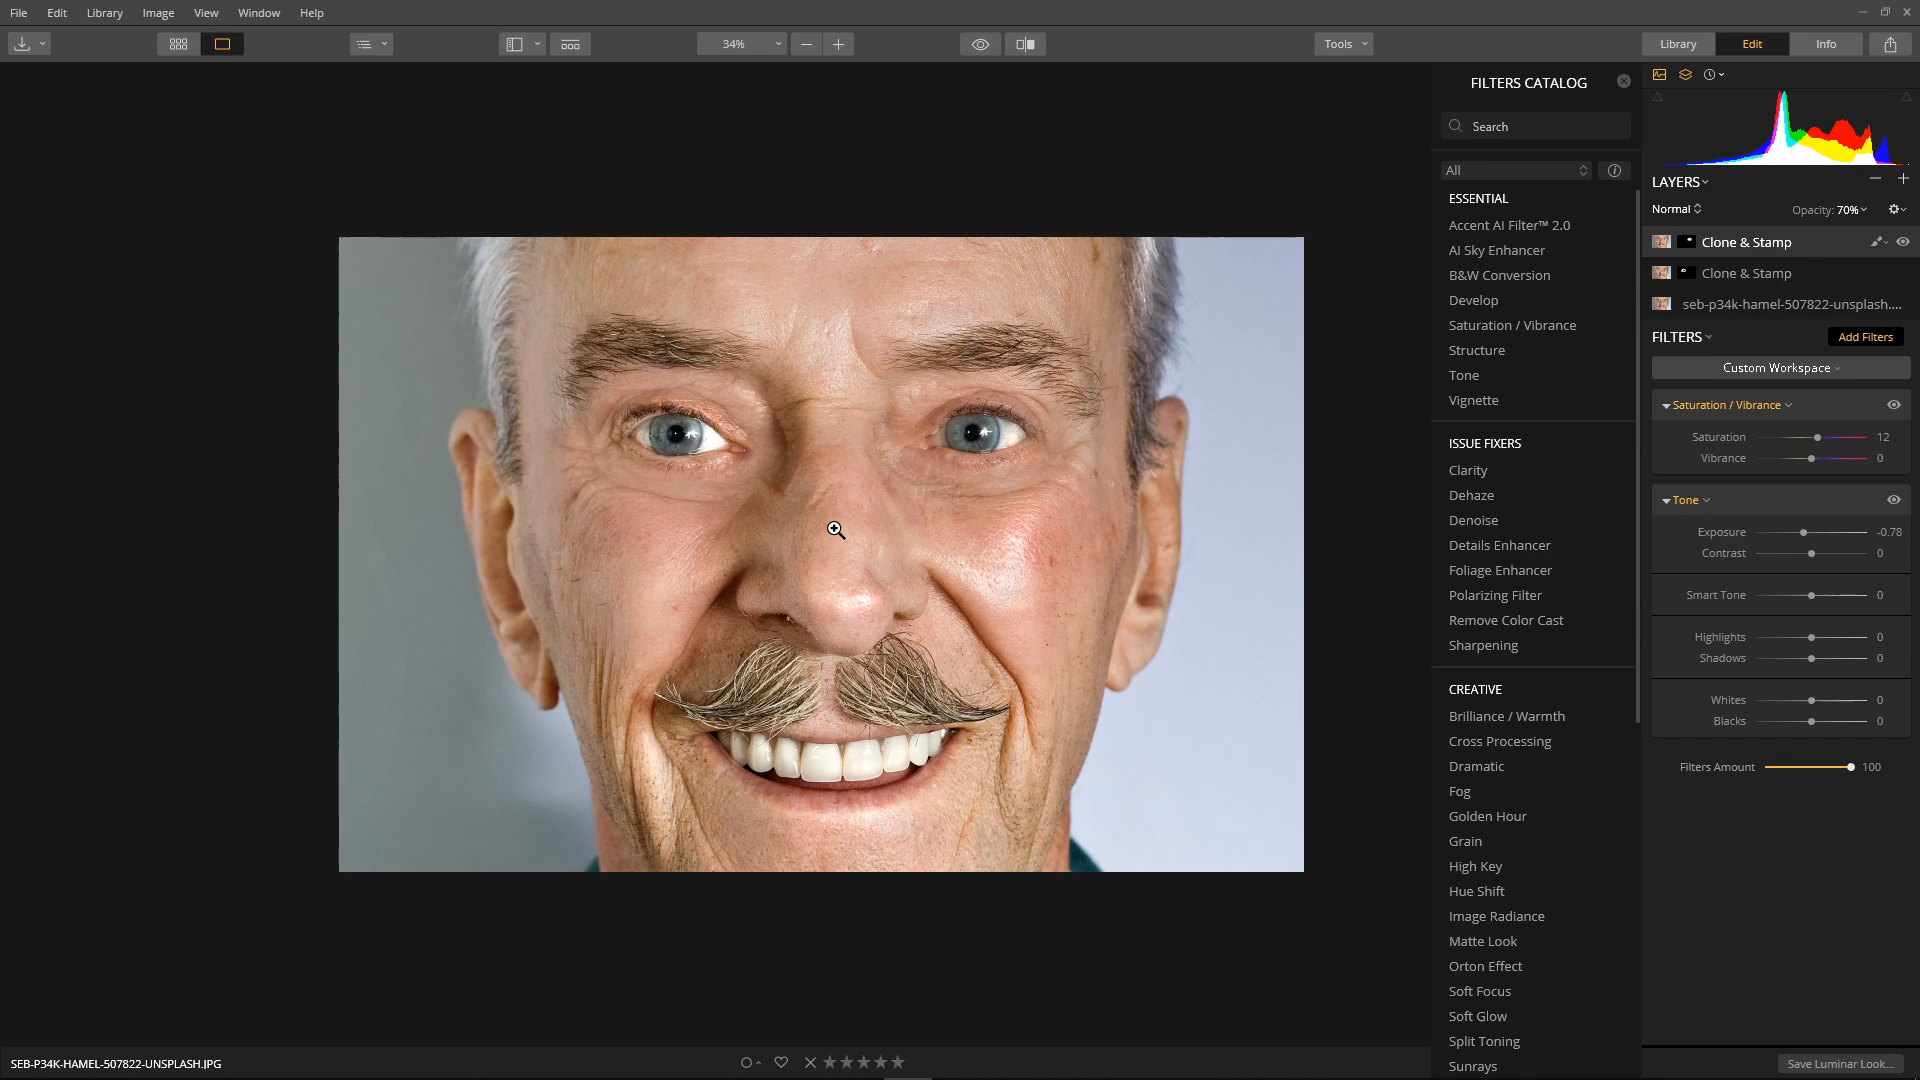 File Edit Library Image View Window Help
34%
Tools
Library Edit Info
FILTERS CATALOG
Search
All
ESSENTIAL
Accent AI Filter™ 2.0
AI Sky Enhancer
B&W Conversion
Develop
Saturation / Vibrance
Structure
Tone
Vignette
ISSUE FIXERS
Clarity
Dehaze
Denoise
Details Enhancer
Foliage Enhancer
Polarizing Filter
Remove Color Cast
Sharpening
CREATIVE
Brilliance / Warmth
Cross Processing
Dramatic
Fog
Golden Hour
Grain
High Key
Hue Shift
Image Radiance
Matte Look
Orton Effect
Soft Focus
Soft Glow
Split Toning
Sunrays
LAYERS
Normal Opacity: 70%
Clone & Stamp
Clone & Stamp
seb-p34k-hamel-507822-unsplash....
FILTERS Add Filters
Custom Workspace
Saturation / Vibrance
Saturation 12
Vibrance 0
Tone
Exposure -0.78
Contrast 0
Smart Tone 0
Highlights 0
Shadows 0
Whites 0
Blacks 0
Filters Amount 100
SEB-P34K-HAMEL-507822-UNSPLASH.JPG
Save Luminar Look...